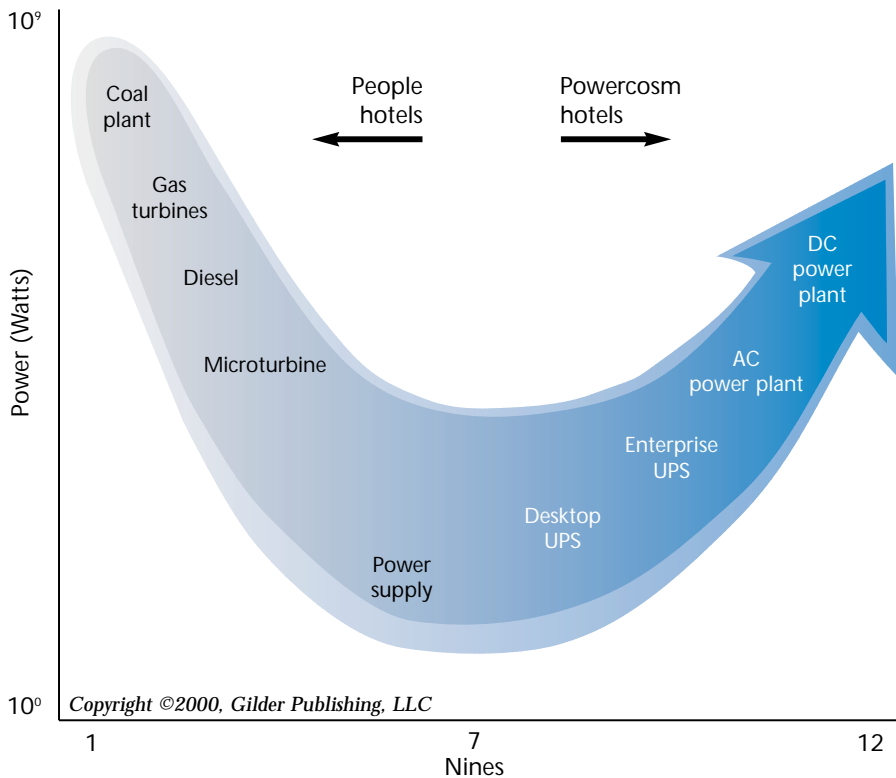 10⁹
People
hotels
Powercosm
hotels
Coal
plant
Gas
turbines
Diesel
Microturbine
Power
supply
Desktop
UPS
Enterprise
UPS
AC
power plant
DC
power
plant
Power (Watts)
10⁰
Copyright ©2000, Gilder Publishing, LLC
1
7
12
Nines